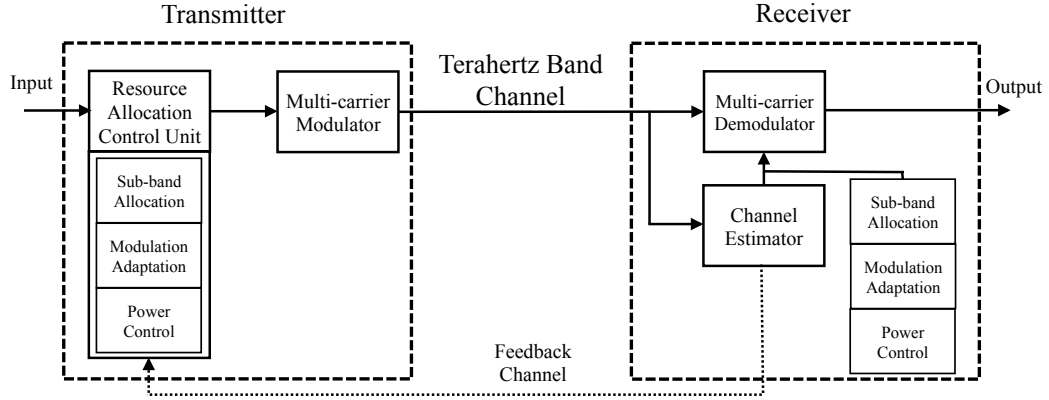 Transmitter
Receiver
Input
Resource
Allocation
Control Unit
Sub-band
Allocation
Modulation
Adaptation
Power
Control
Multi-carrier
Modulator
Terahertz Band
Channel
Multi-carrier
Demodulator
Output
Channel
Estimator
Sub-band
Allocation
Modulation
Adaptation
Power
Control
Feedback
Channel